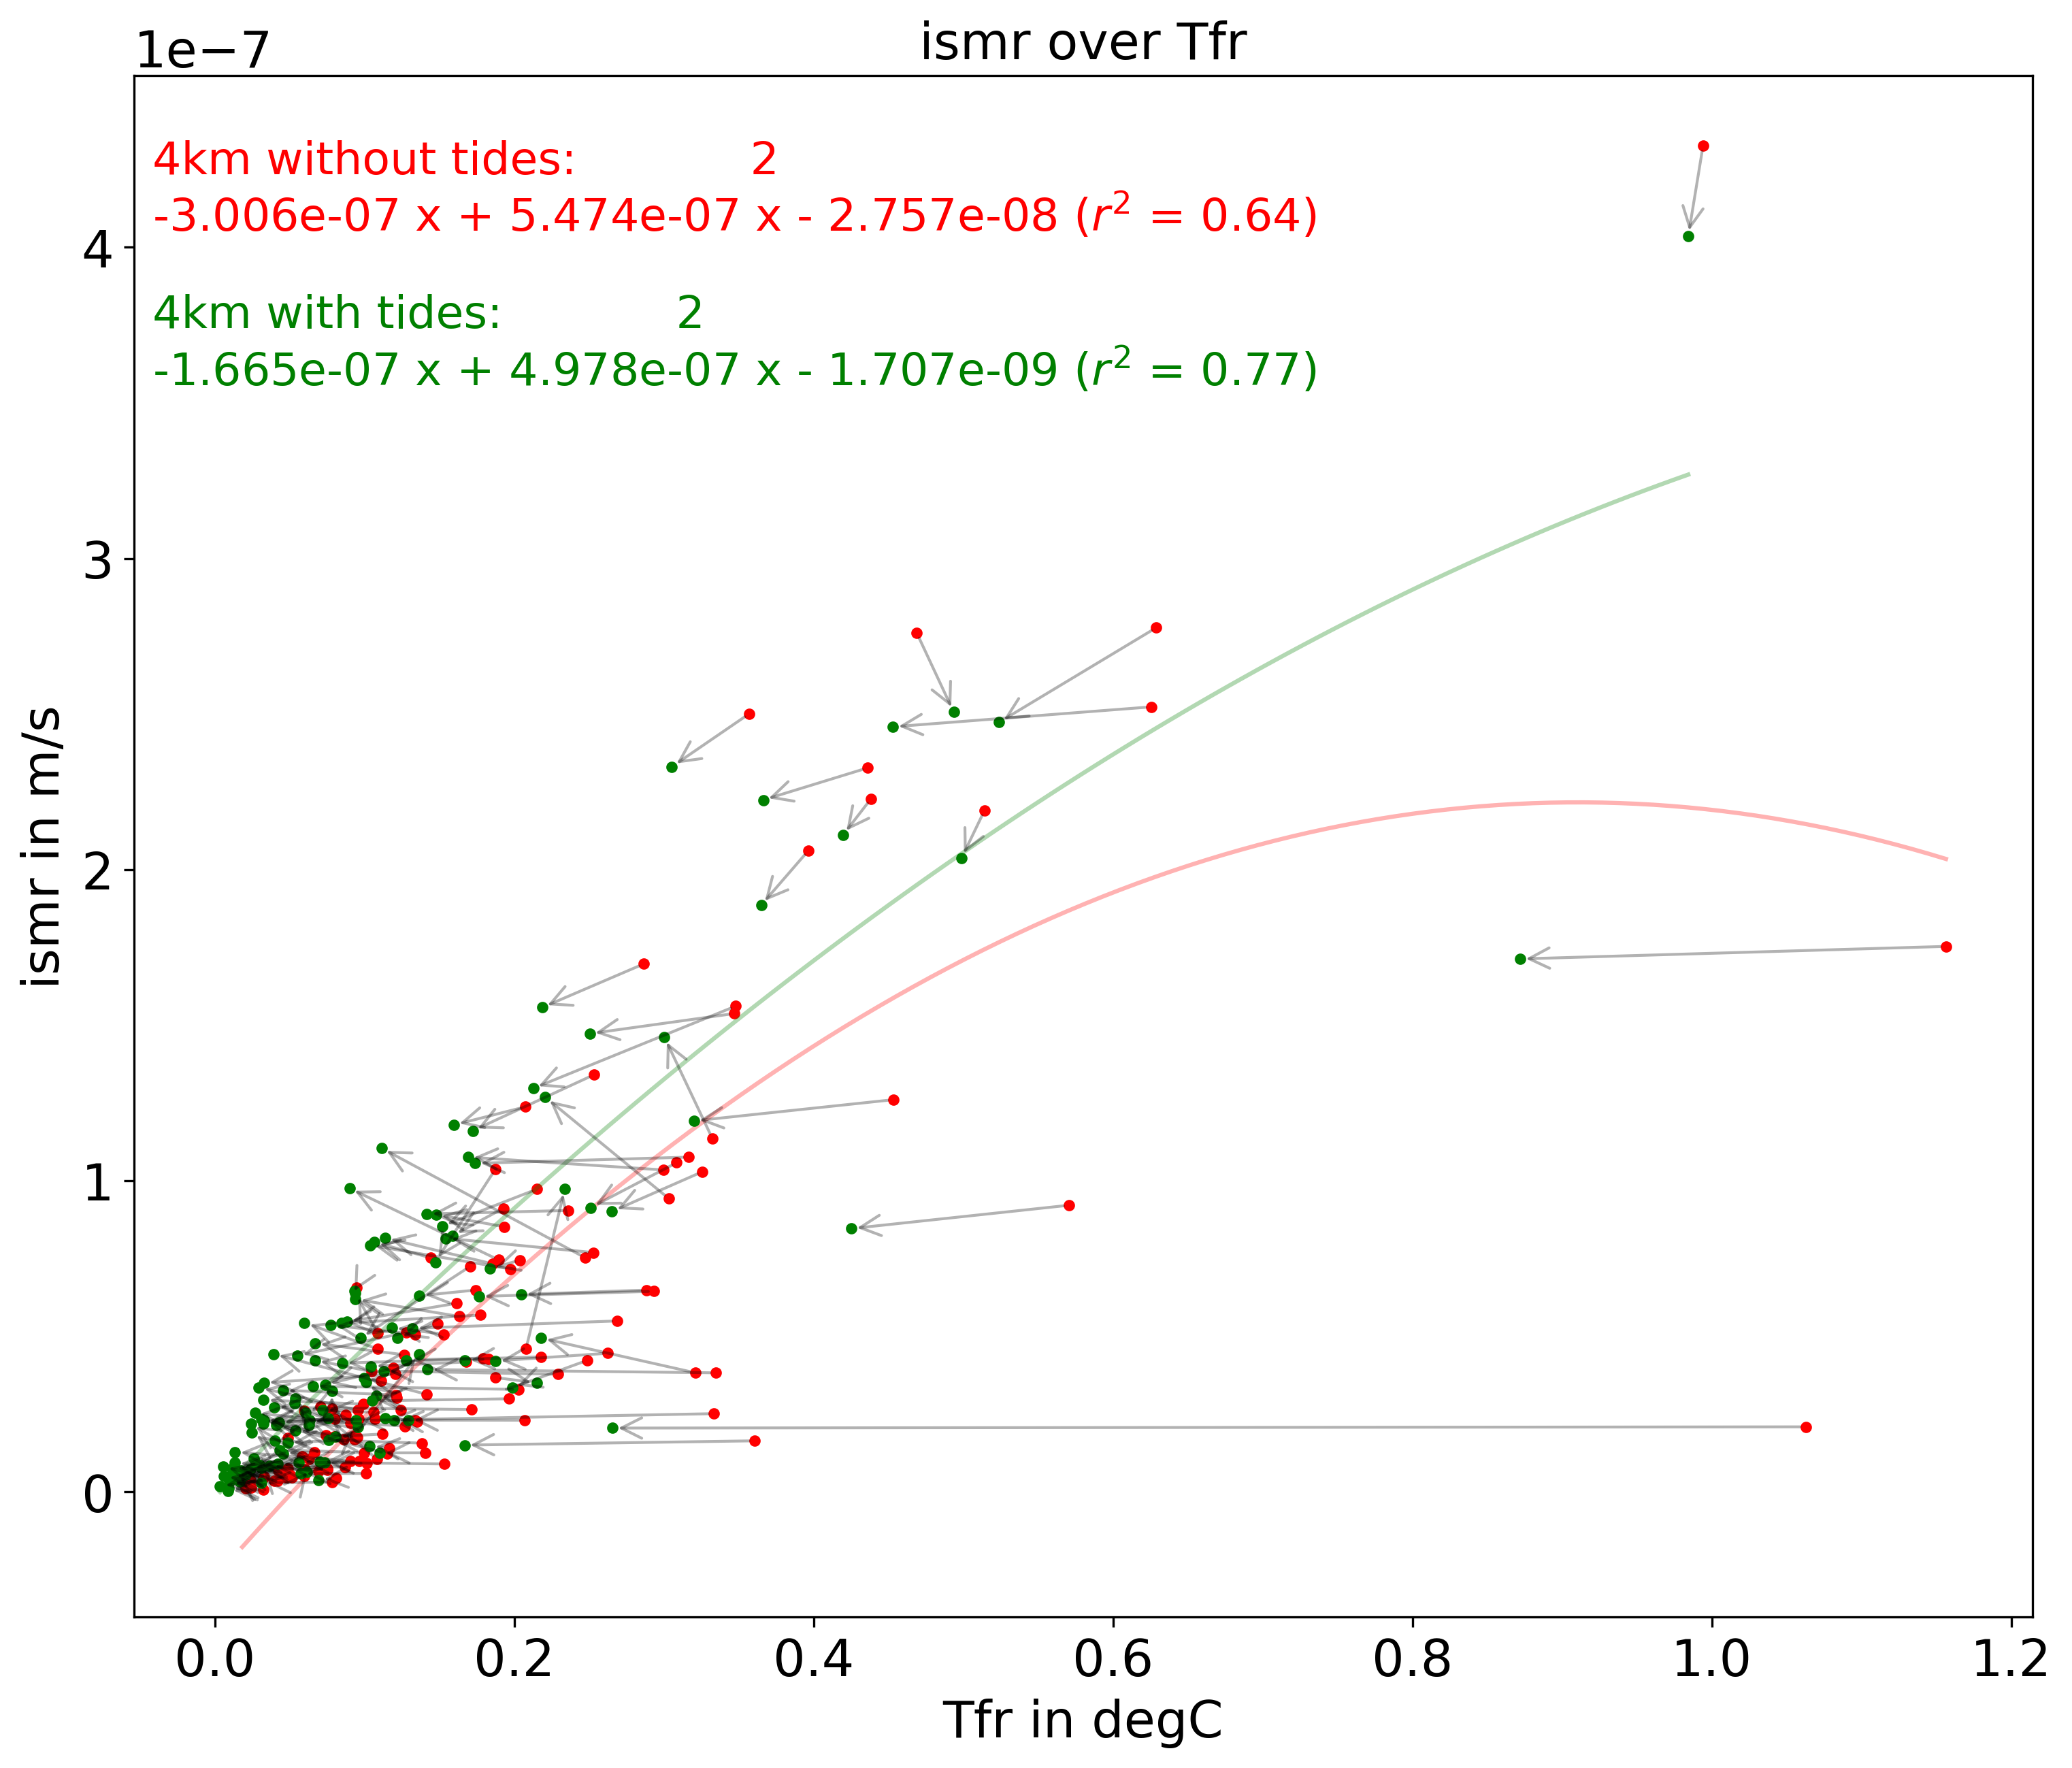 ismr over Tfr
1e−7
4km without tides: 2
-3.006e-07 x + 5.474e-07 x - 2.757e-08 (r² = 0.64)
4km with tides: 2
-1.665e-07 x + 4.978e-07 x - 1.707e-09 (r² = 0.77)
4
3
2
1
0
ismr in m/s
0.0 0.2 0.4 0.6 0.8 1.0 1.2
Tfr in degC